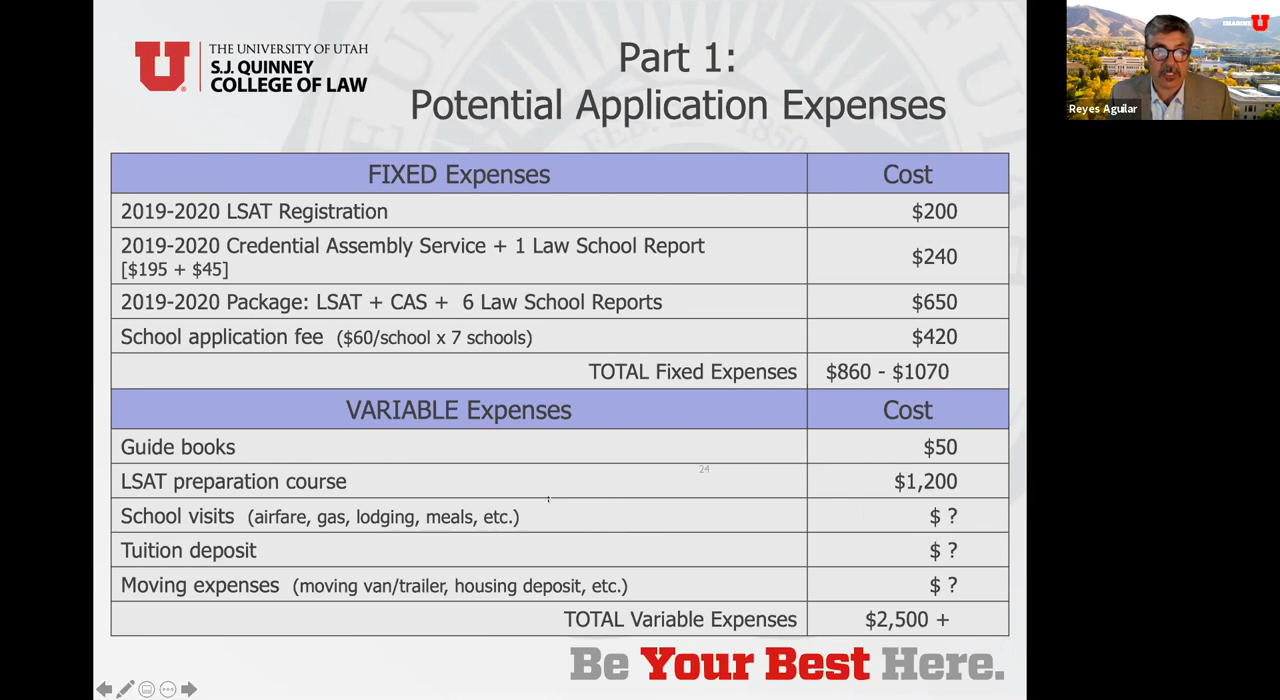 THE UNIVERSITY OF UTAH
S.J. QUINNEY
COLLEGE OF LAW
Part 1:
Potential Application Expenses
FIXED Expenses Cost
2019-2020 LSAT Registration $200
2019-2020 Credential Assembly Service + 1 Law School Report
[$195 + $45] $240
2019-2020 Package: LSAT + CAS + 6 Law School Reports $650
School application fee ($60/school x 7 schools) $420
TOTAL Fixed Expenses $860 - $1070
VARIABLE Expenses Cost
Guide books $50
24
LSAT preparation course $1,200
School visits (airfare, gas, lodging, meals, etc.) $ ?
Tuition deposit $ ?
Moving expenses (moving van/trailer, housing deposit, etc.) $ ?
TOTAL Variable Expenses $2,500 +
Be Your Best Here.
IMAGINE U
Reyes Aguilar